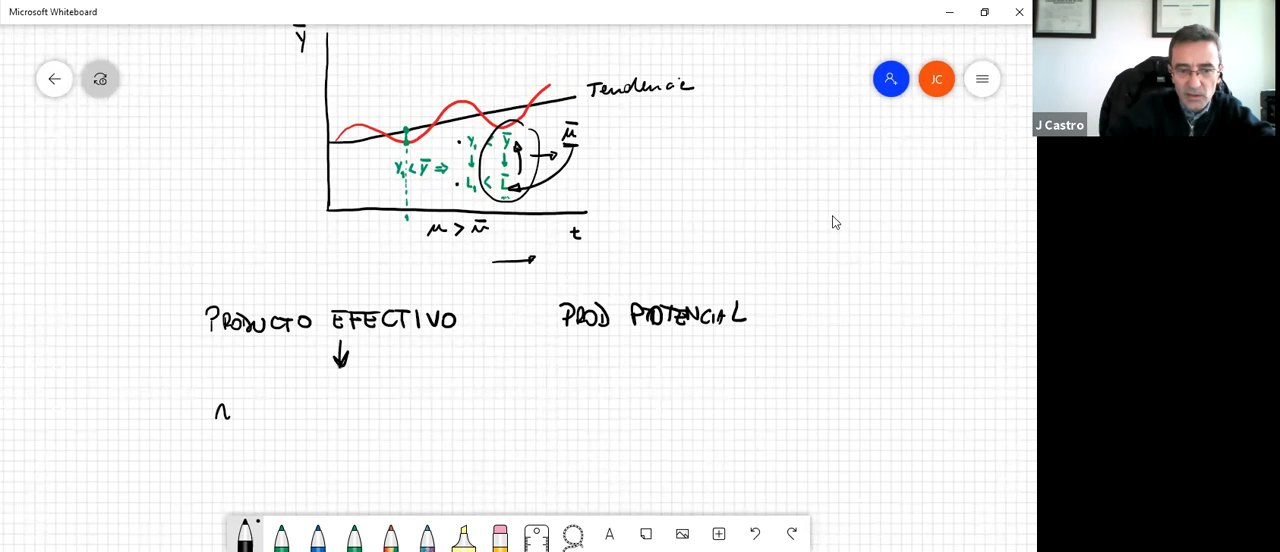 Microsoft Whiteboard
Ȳ
Tendencia
JC
J Castro
• Y₁ < Ȳ
μ̄
Y₁ < Ȳ ⇒
↓ ↓
• L₁ < L̄
μ > μ̄
t
→
PRODUCTO EFECTIVO PROD POTENCIAL
↓
A